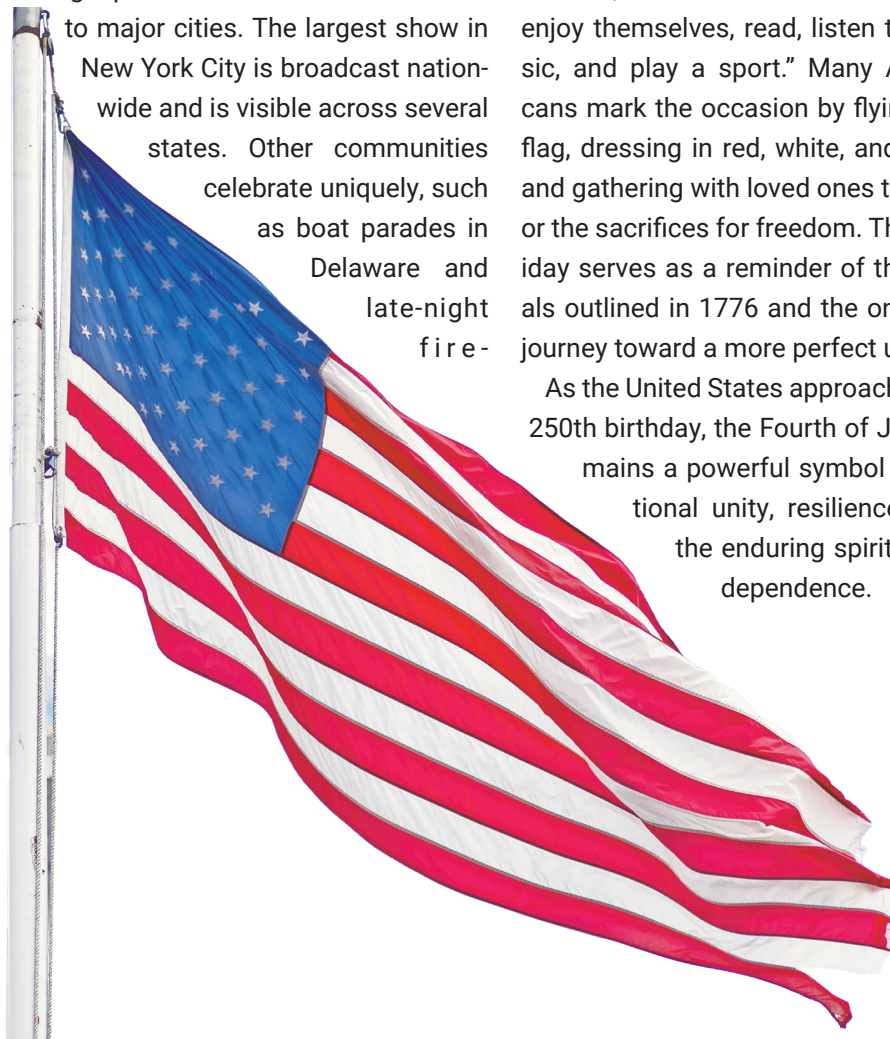 to major cities. The largest show in
New York City is broadcast nation-
wide and is visible across several
states. Other communities
celebrate uniquely, such
as boat parades in
Delaware and
late-night
fire-
enjoy themselves, read, listen t
sic, and play a sport.” Many A
cans mark the occasion by flyin
flag, dressing in red, white, and
and gathering with loved ones t
or the sacrifices for freedom. Th
iday serves as a reminder of th
als outlined in 1776 and the on
journey toward a more perfect u
As the United States approach
250th birthday, the Fourth of J
mains a powerful symbol
tional unity, resilience
the enduring spirit
dependence.